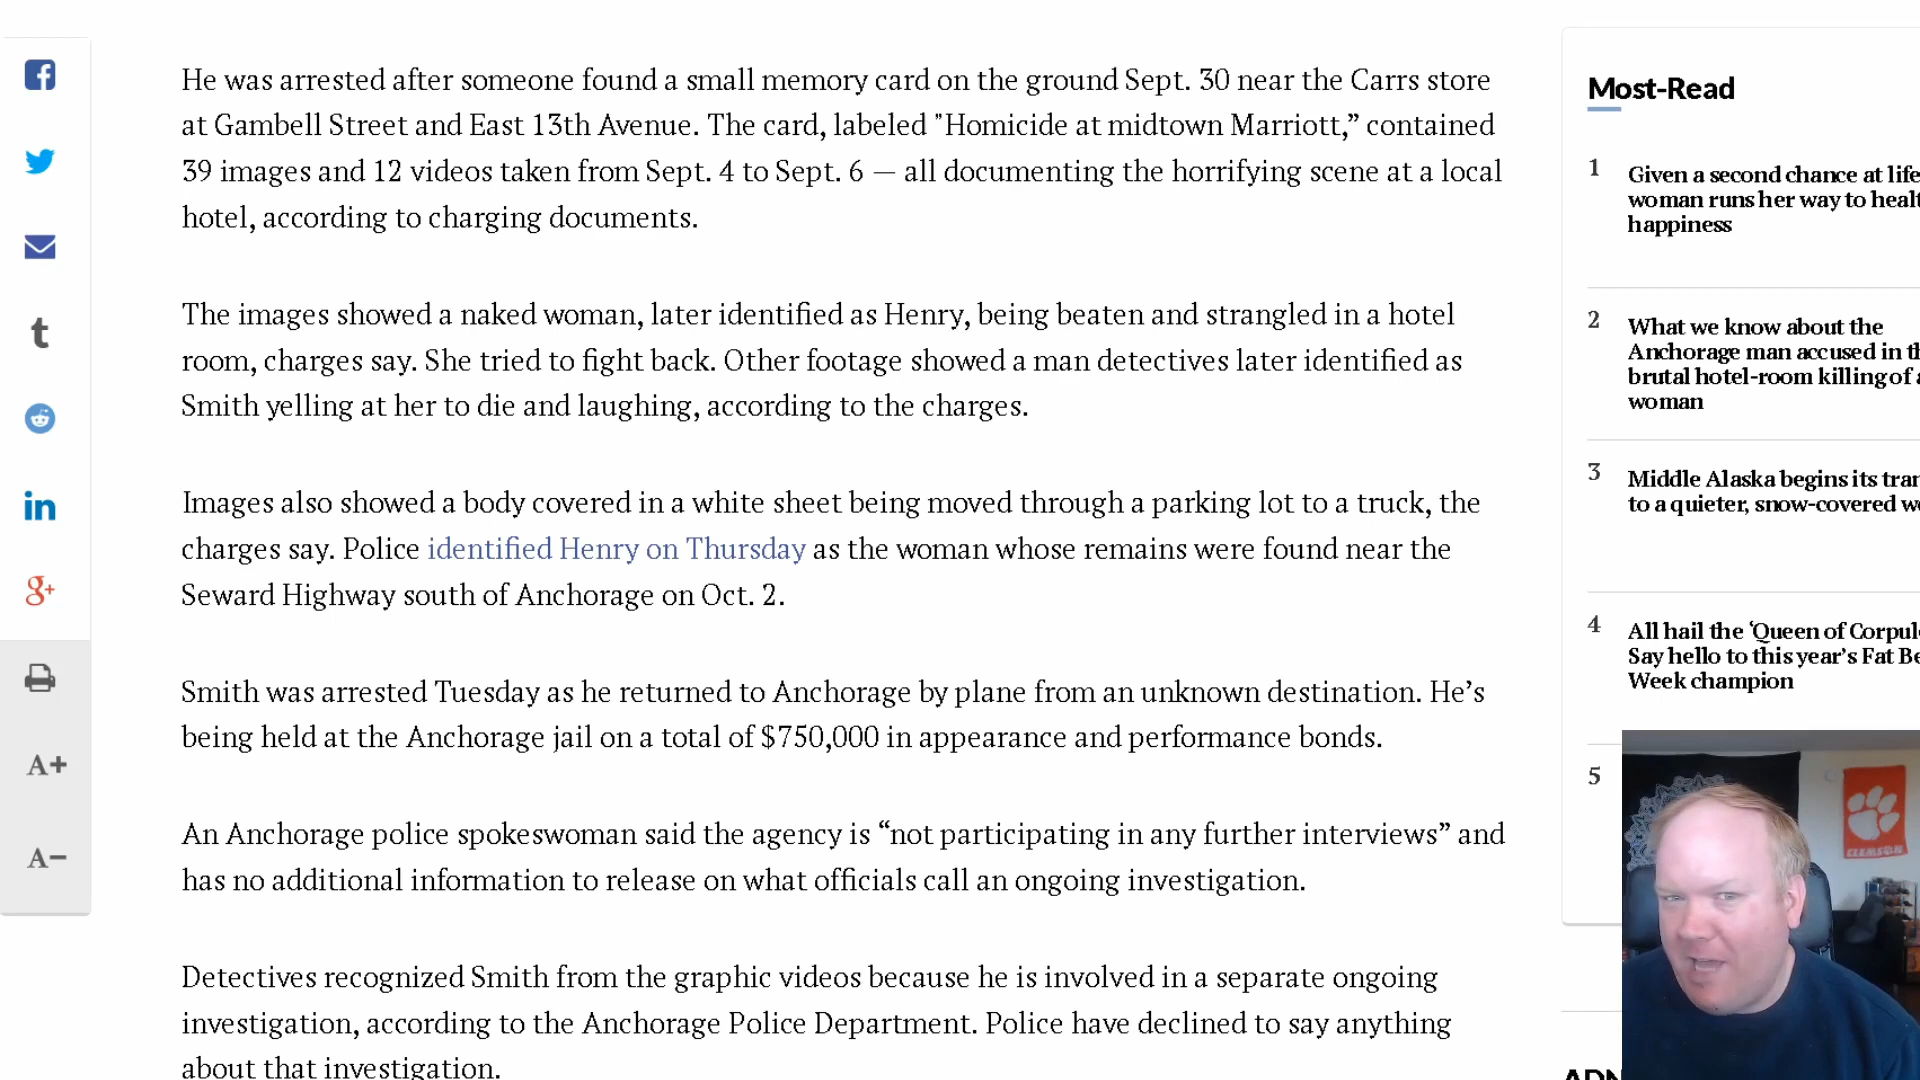 He was arrested after someone found a small memory card on the ground Sept. 30 near the Carrs store
at Gambell Street and East 13th Avenue. The card, labeled "Homicide at midtown Marriott,” contained
39 images and 12 videos taken from Sept. 4 to Sept. 6 — all documenting the horrifying scene at a local
hotel, according to charging documents.
The images showed a naked woman, later identified as Henry, being beaten and strangled in a hotel
room, charges say. She tried to fight back. Other footage showed a man detectives later identified as
Smith yelling at her to die and laughing, according to the charges.
Images also showed a body covered in a white sheet being moved through a parking lot to a truck, the
charges say. Police identified Henry on Thursday as the woman whose remains were found near the
Seward Highway south of Anchorage on Oct. 2.
Smith was arrested Tuesday as he returned to Anchorage by plane from an unknown destination. He’s
being held at the Anchorage jail on a total of $750,000 in appearance and performance bonds.
An Anchorage police spokeswoman said the agency is “not participating in any further interviews” and
has no additional information to release on what officials call an ongoing investigation.
Detectives recognized Smith from the graphic videos because he is involved in a separate ongoing
investigation, according to the Anchorage Police Department. Police have declined to say anything
about that investigation.
A+
A−
Most-Read
1
Given a second chance at life
woman runs her way to
happiness
2
What we know about the
Anchorage man accused in
brutal hotel-room killing of
woman
3
Middle Alaska begins its
to a quieter, snow-covered
4
All hail the ‘Queen of
Say hello to this year’s Fat
Week champion
5
CLEMSON
ADN